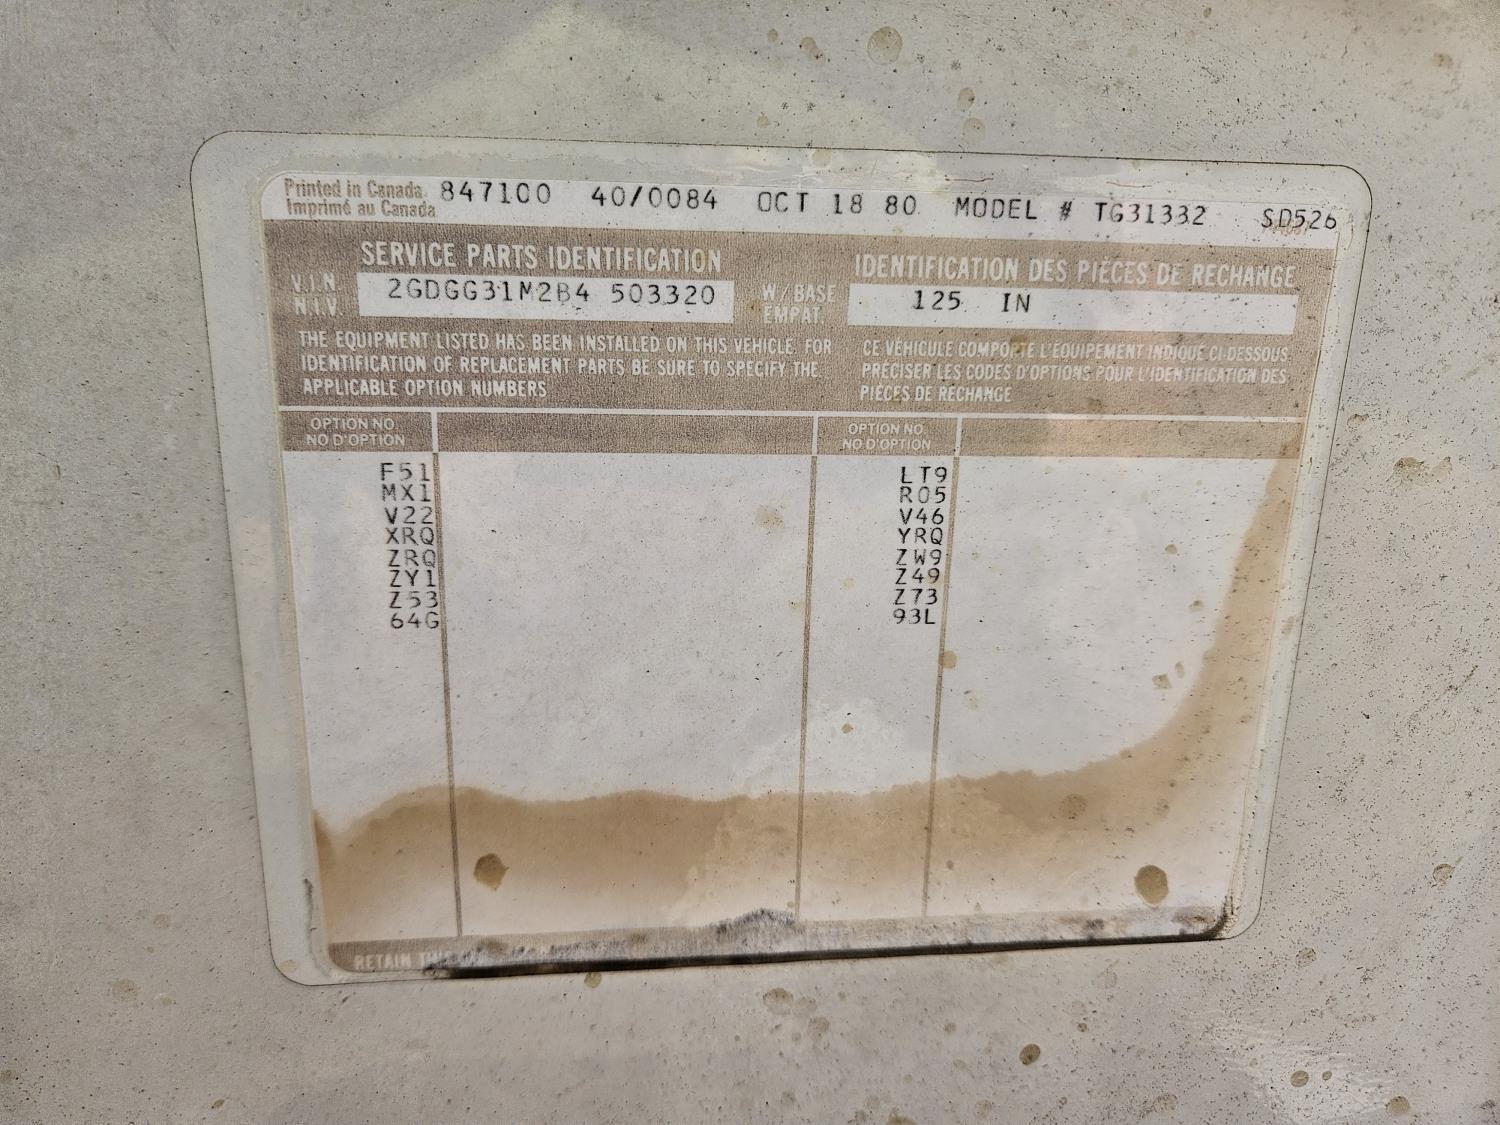 Printed in Canada 847100 40/0084 OCT 18 80 MODEL # TG31332 SD526
Imprimé au Canada
SERVICE PARTS IDENTIFICATION IDENTIFICATION DES PIÈCES DE RECHANGE
V.I.N. 2GDGG31M2B4 503320 W/BASE 125 IN
N.I.V. EMPAT.
THE EQUIPMENT LISTED HAS BEEN INSTALLED ON THIS VEHICLE. FOR
IDENTIFICATION OF REPLACEMENT PARTS BE SURE TO SPECIFY THE
APPLICABLE OPTION NUMBERS
CE VÉHICULE COMPORTE L'ÉQUIPEMENT INDIQUÉ CI-DESSOUS.
PRÉCISER LES CODES D'OPTIONS POUR L'IDENTIFICATION DES
PIÈCES DE RECHANGE
OPTION NO.
NO D'OPTION
F51
MX1
V22
XRQ
ZRQ
ZY1
Z53
64G
OPTION NO.
NO D'OPTION
LT9
R05
V46
YRQ
ZW9
Z49
Z73
93L
RETAIN